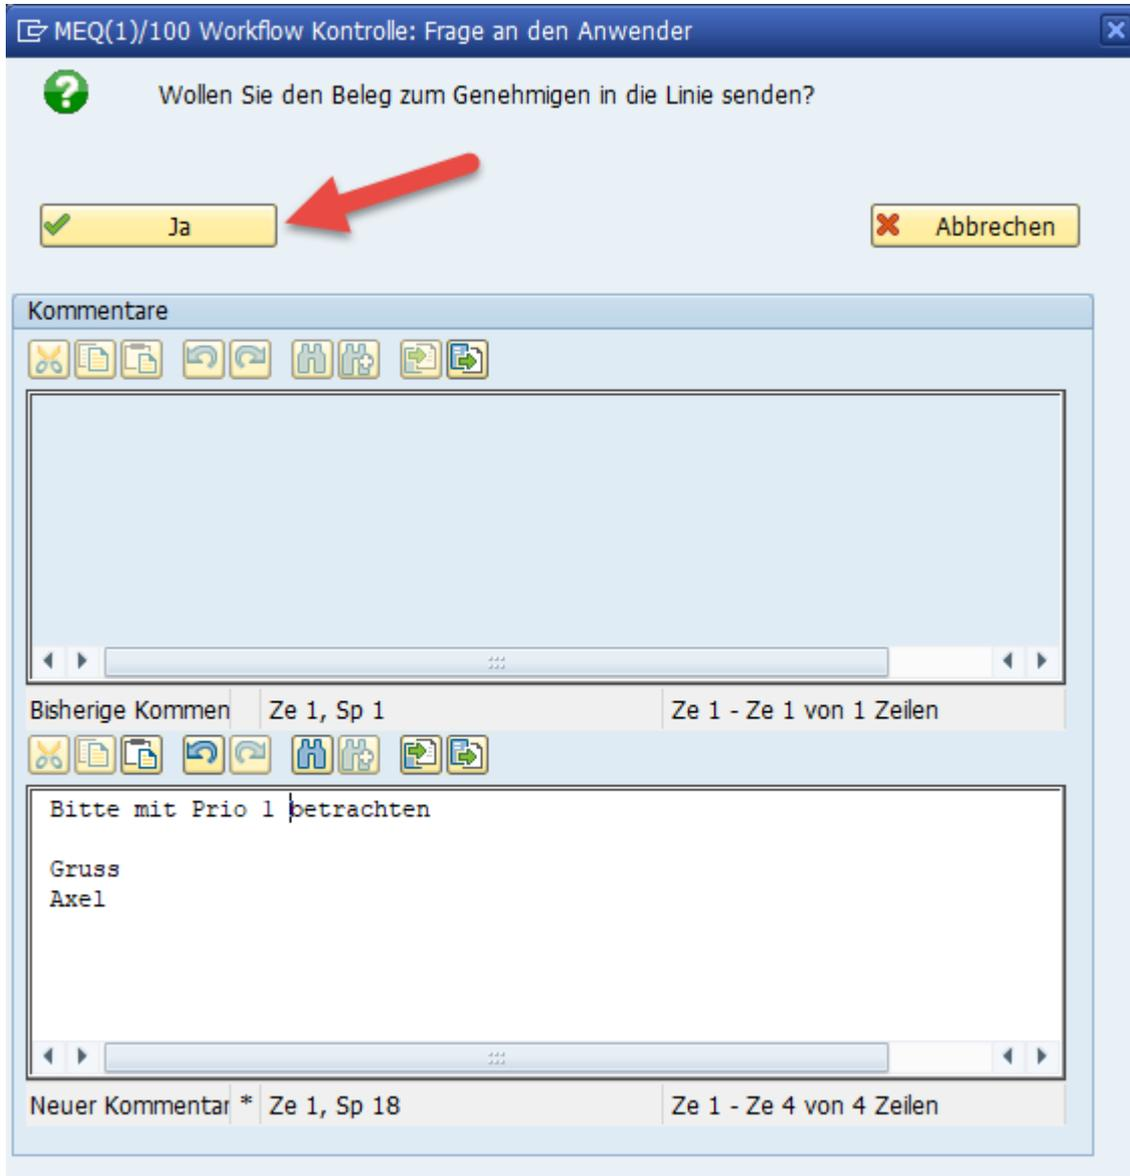 MEQ(1)/100 Workflow Kontrolle: Frage an den Anwender
Wollen Sie den Beleg zum Genehmigen in die Linie senden?
Ja
Abbrechen
Kommentare
Bisherige Kommen
Ze 1, Sp 1
Ze 1 - Ze 1 von 1 Zeilen
Bitte mit Prio 1 betrachten
Gruss
Axel
Neuer Kommentar
*
Ze 1, Sp 18
Ze 1 - Ze 4 von 4 Zeilen